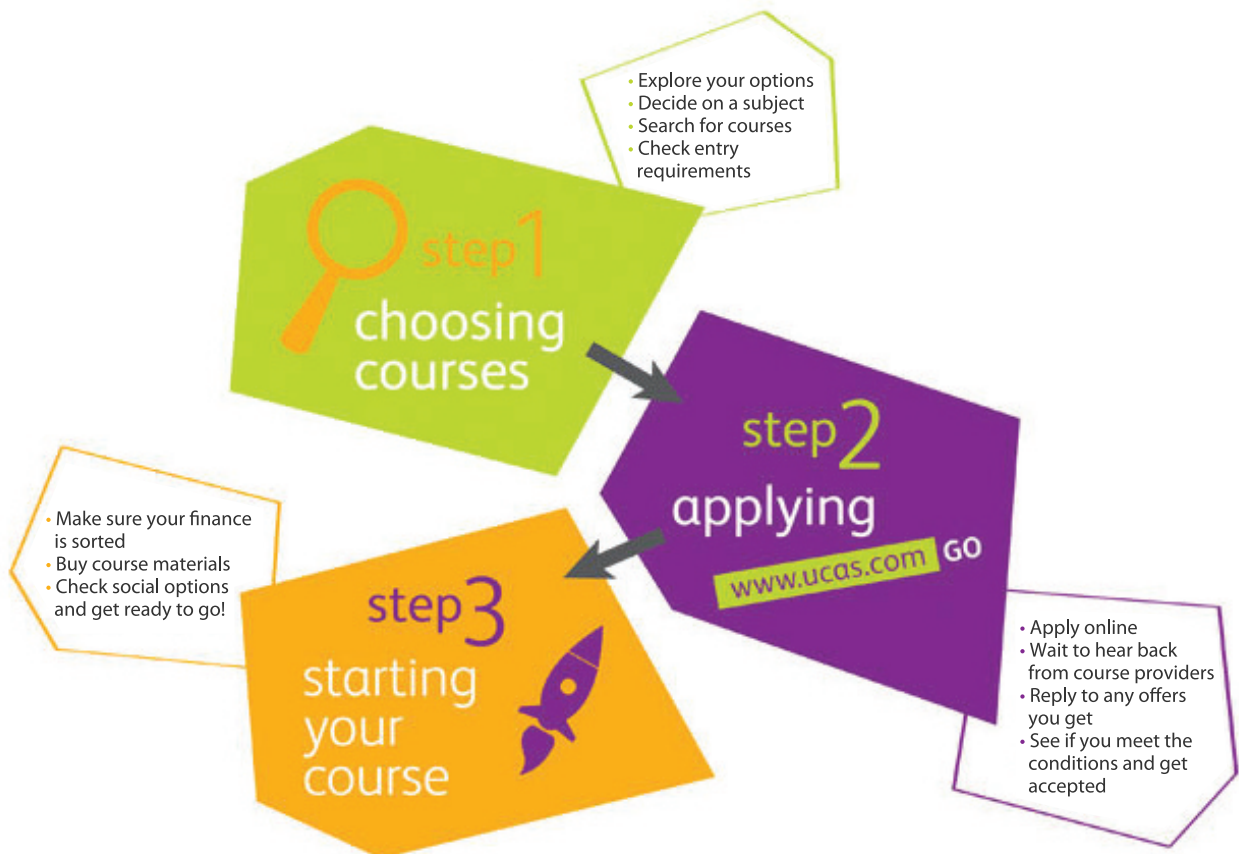 • Explore your options
• Decide on a subject
• Search for courses
• Check entry
requirements
step1
choosing
courses
step2
applying
www.ucas.com GO
• Apply online
• Wait to hear back
from course providers
• Reply to any offers
you get
• See if you meet the
conditions and get
accepted
step3
starting
your
course
• Make sure your finance
is sorted
• Buy course materials
• Check social options
and get ready to go!